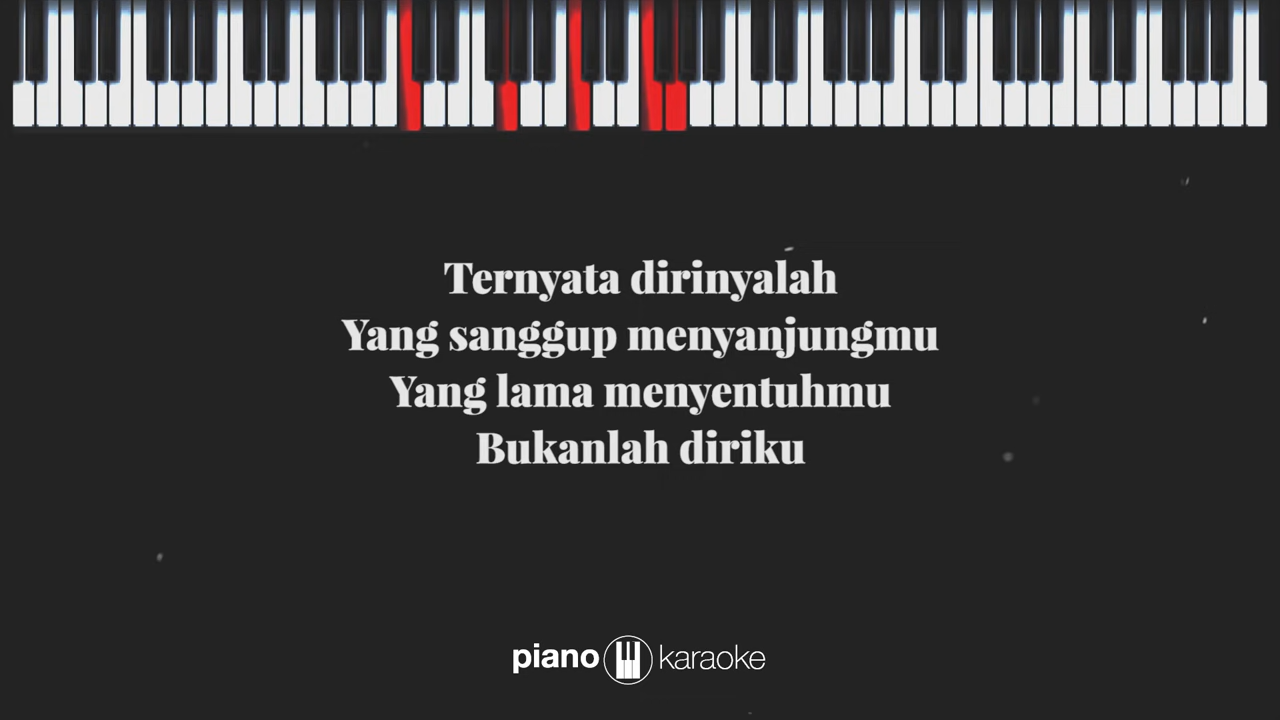 Ternyata dirinyalah
Yang sanggup menyanjungmu
Yang lama menyentuhmu
Bukanlah diriku
piano karaoke